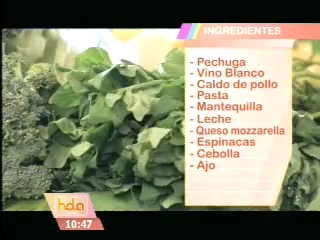 INGREDIENTES
- Pechuga
- Vino Blanco
- Caldo de pollo
- Pasta
- Mantequilla
- Leche
- Queso mozzarella
- Espinacas
- Cebolla
- Ajo
hda
10:47